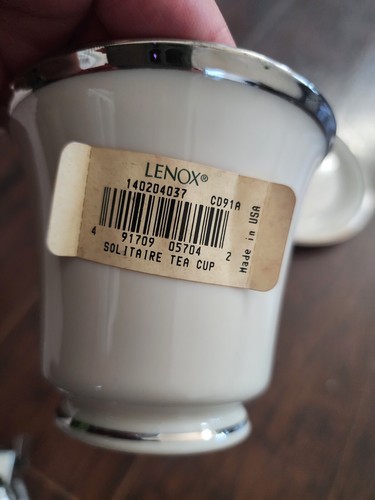 LENOX®
140204037 CD91A
4 91709 05704 2
SOLITAIRE TEA CUP
Made in USA